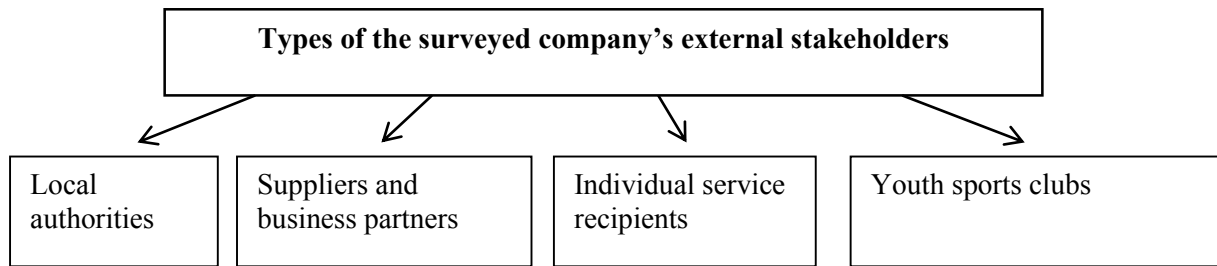 Types of the surveyed company’s external stakeholders
Local
authorities
Suppliers and
business partners
Individual service
recipients
Youth sports clubs